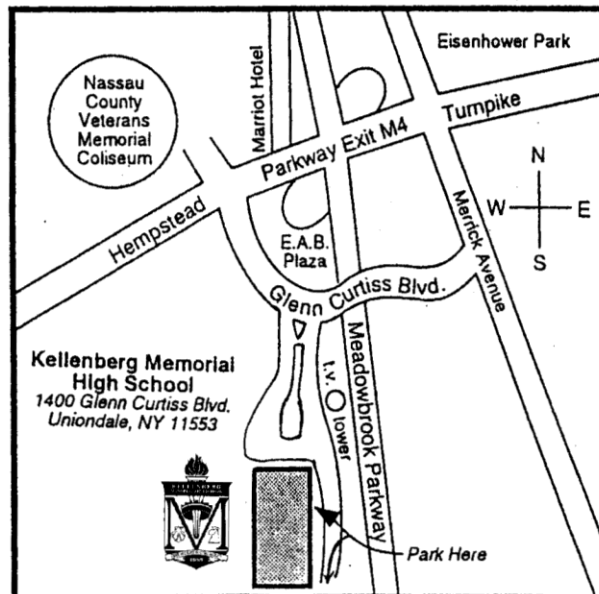 Eisenhower Park
Nassau
County
Veterans
Memorial
Coliseum
Marriot Hotel
Hempstead
Parkway Exit M4
Turnpike
N
W
E
S
Merrick Avenue
E.A.B.
Plaza
Glenn Curtiss Blvd.
Meadowbrook Parkway
t.v.
tower
Kellenberg Memorial
High School
1400 Glenn Curtiss Blvd.
Uniondale, NY 11553
KELLENBERG
M
Park Here